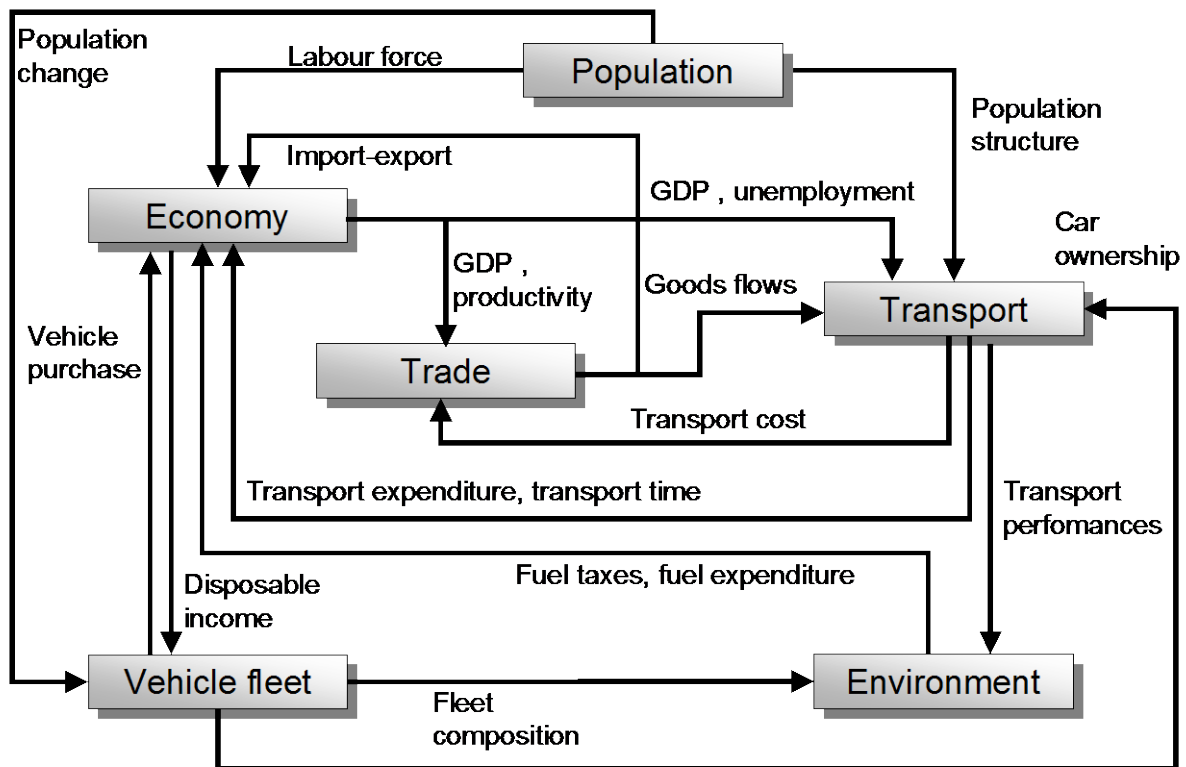 Population
change
Labour force
Population
Population
structure
Import-export
Economy
GDP , unemployment
Car
ownership
GDP ,
productivity
Goods flows
Transport
Vehicle
purchase
Trade
Transport cost
Transport expenditure, transport time
Transport
perfomances
Fuel taxes, fuel expenditure
Disposable
income
Vehicle fleet
Environment
Fleet
composition